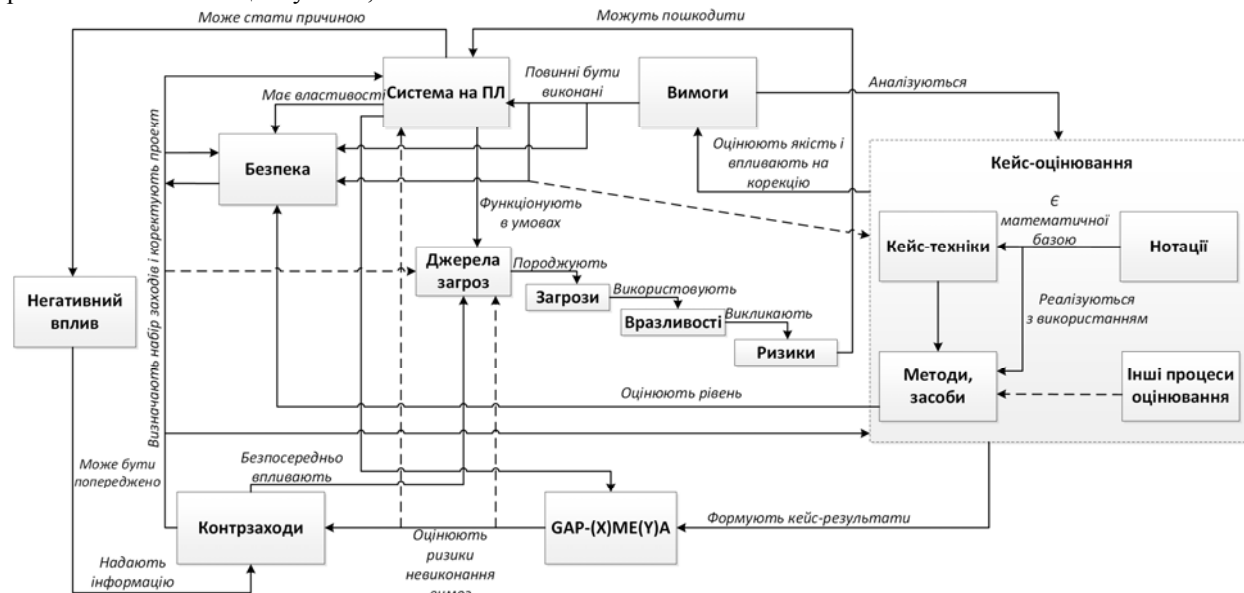 Може стати причиною
Можуть пошкодити
Система на ПЛ
Повинні бути
виконані
Вимоги
Аналізуються
Має властивості
Безпека
Оцінюють якість і
впливають на
корекцію
Кейс-оцінювання
Функціонують
в умовах
Є
математичної
базою
Кейс-техніки
Нотації
Визначають набір заходів і коректують проект
Негативний
вплив
Джерела
загроз
Породжують
Загрози
Використовують
Вразливості
Викликають
Ризики
Реалізуються
з використанням
Методи,
засоби
Інші процеси
оцінювання
Оцінюють рівень
Може бути
попереджено
Безпосередньо
впливають
Контрзаходи
GAP-(X)ME(Y)A
Формують кейс-результати
Оцінюють
ризики
невиконання
Надають
інформацію